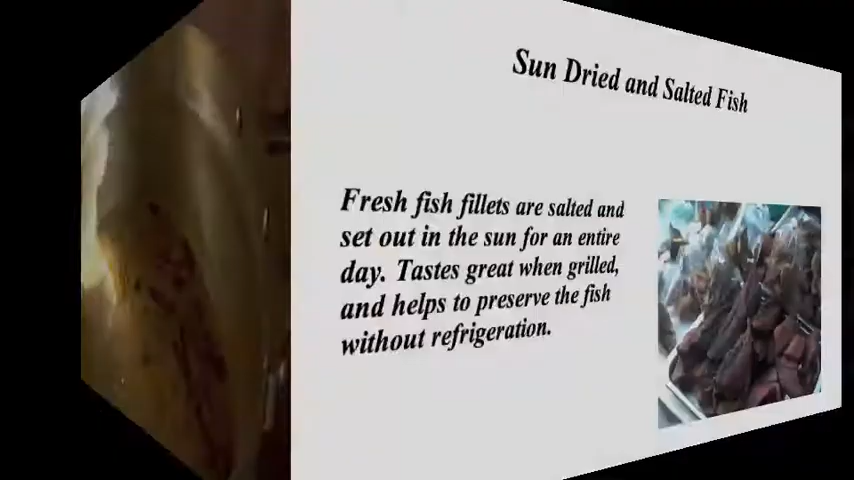 Sun Dried and Salted Fish
Fresh fish fillets are salted and
set out in the sun for an entire
day. Tastes great when grilled,
and helps to preserve the fish
without refrigeration.